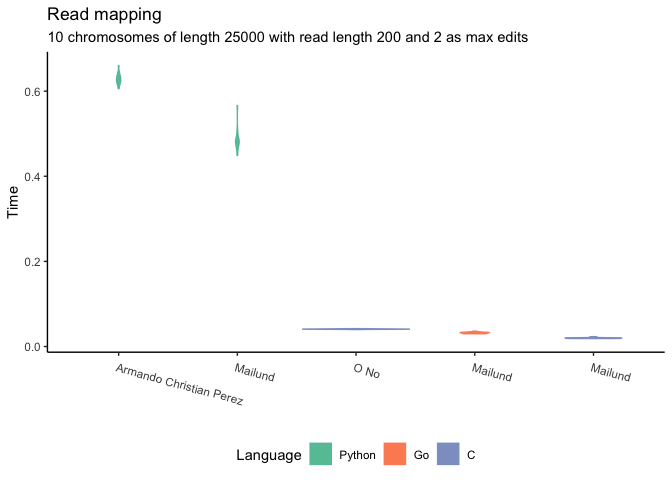 Read mapping
10 chromosomes of length 25000 with read length 200 and 2 as max edits
Time
0.6
0.4
0.2
0.0
Armando Christian Perez
Mailund
O No
Mailund
Mailund
Language
Python
Go
C